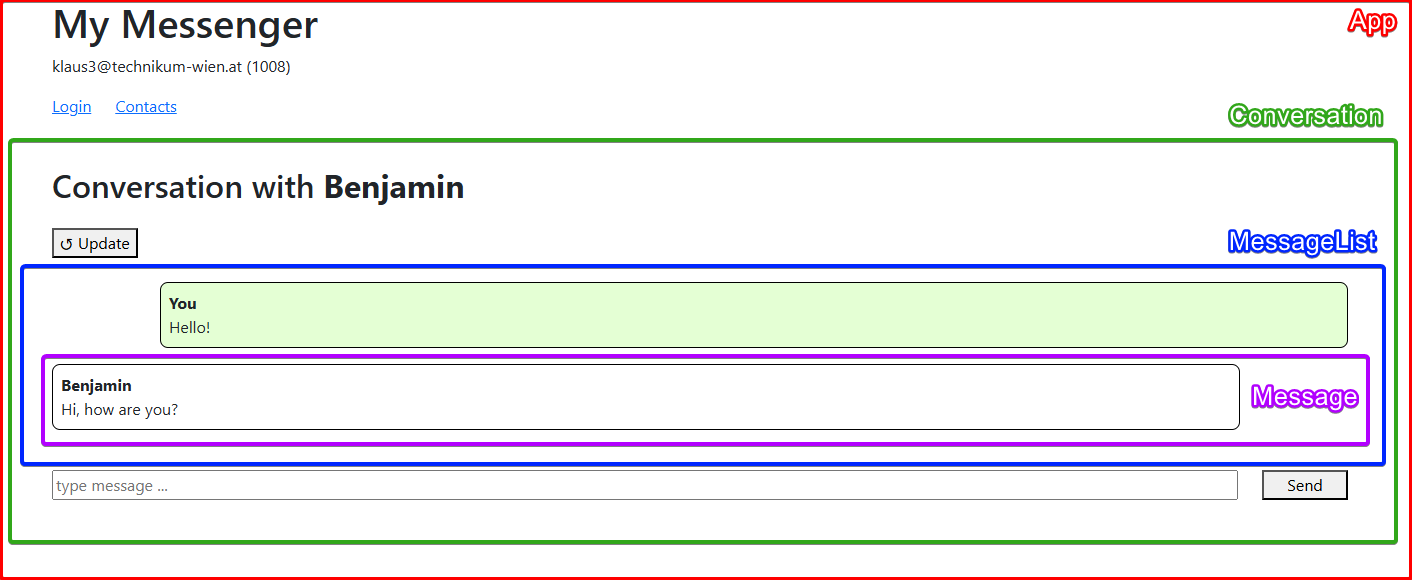 My Messenger
App
klaus3@technikum-wien.at (1008)
Login Contacts
Conversation
Conversation with Benjamin
↺ Update
MessageList
You
Hello!
Benjamin
Hi, how are you?
Message
type message ...
Send